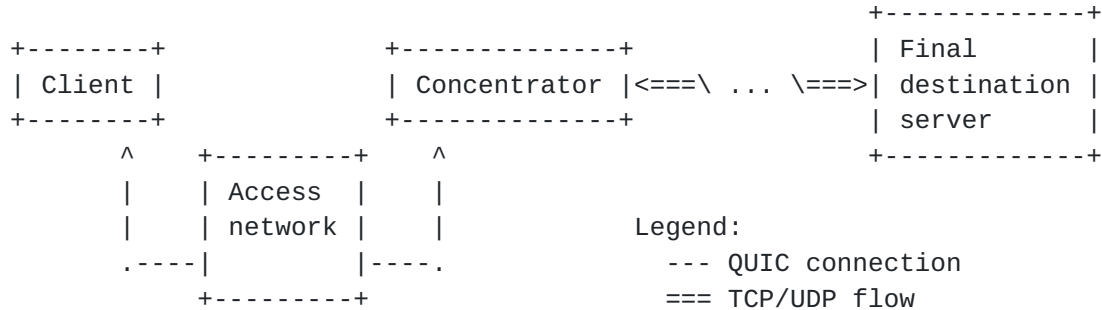 Final
Client
Concentrator
destination
server
Access
network
Legend:
--- QUIC connection
=== TCP/UDP flow